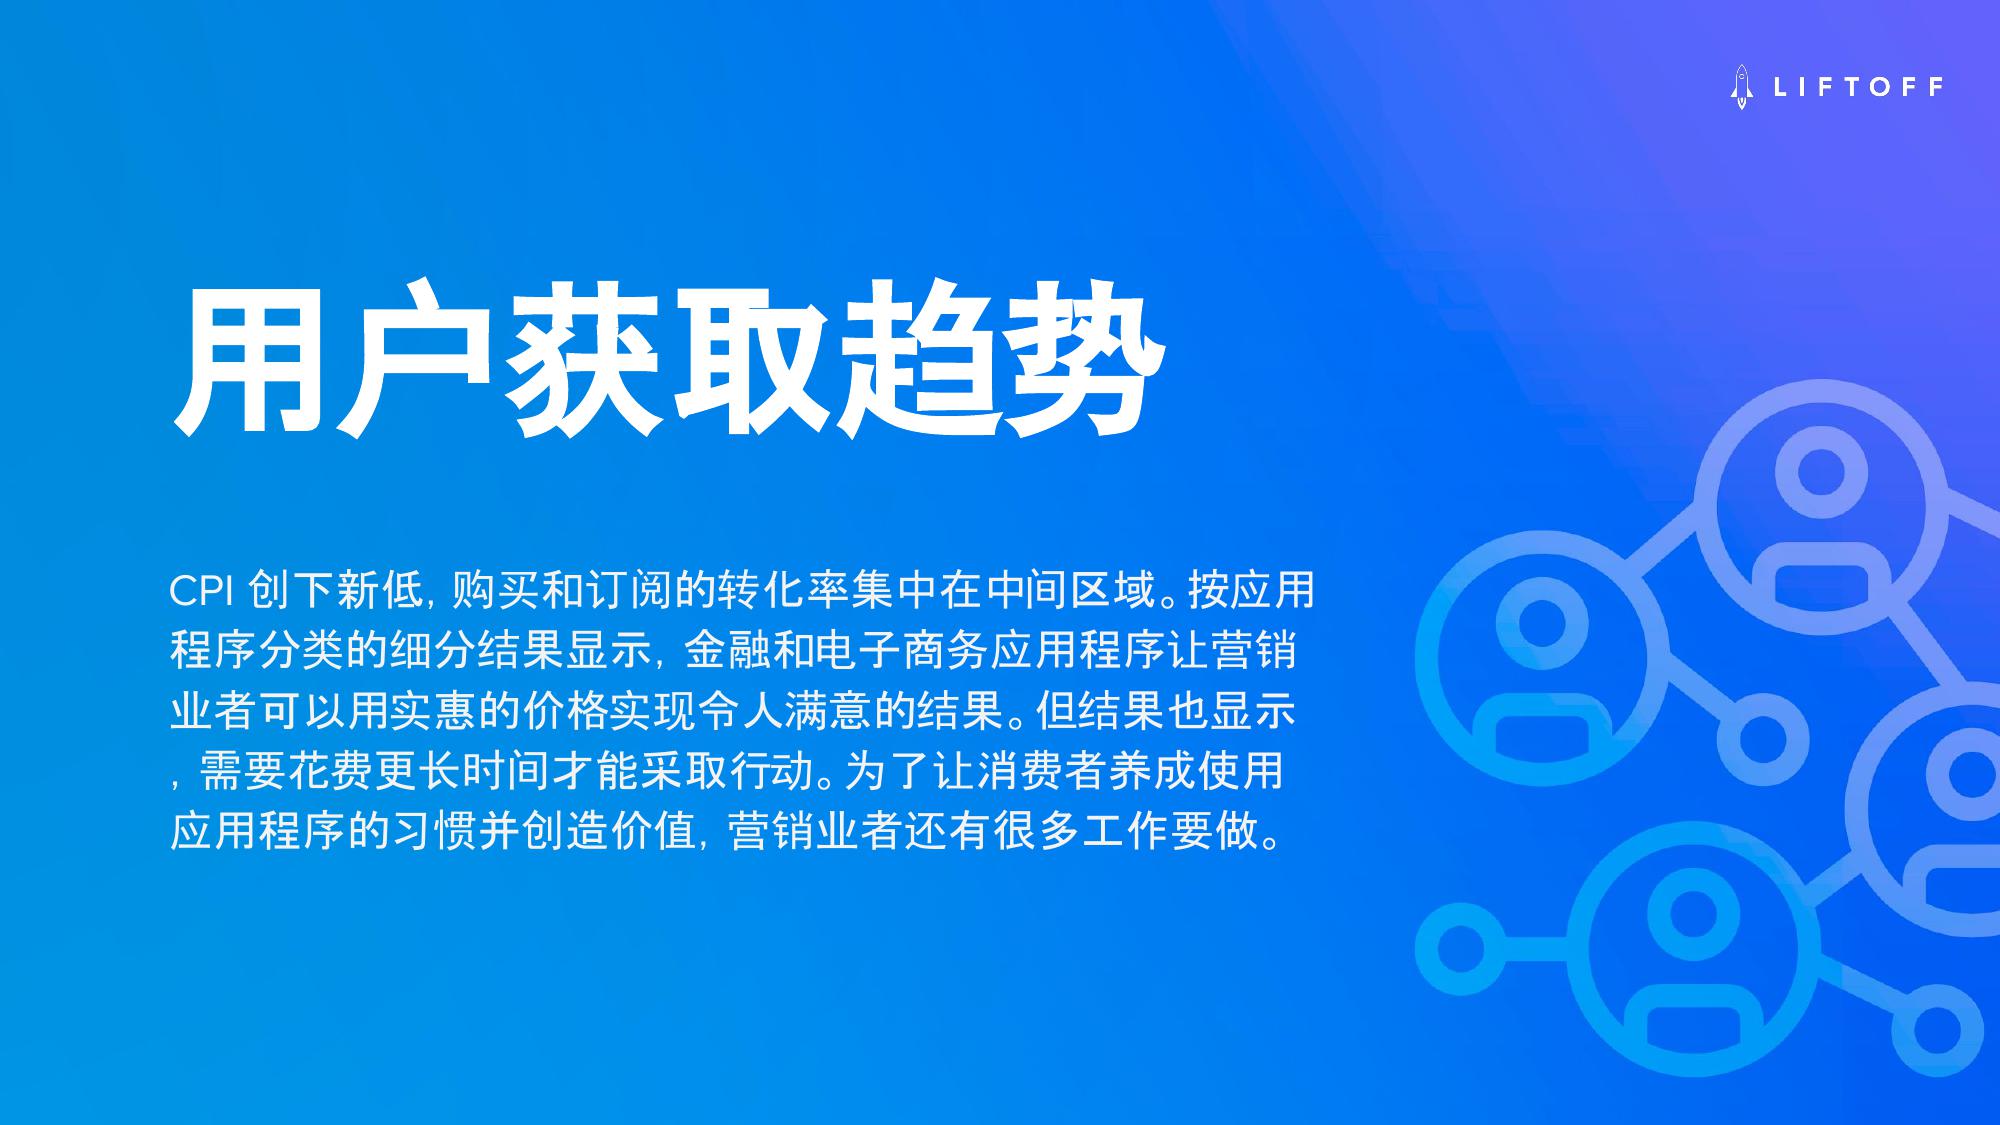 LIFTOFF
用户获取趋势
CPI 创下新低, 购买和订阅的转化率集中在中间区域。按应用
程序分类的细分结果显示, 金融和电子商务应用程序让营销
业者可以用实惠的价格实现令人满意的结果。但结果也显示
, 需要花费更长时间才能采取行动。为了让消费者养成使用
应用程序的习惯并创造价值, 营销业者还有很多工作要做。